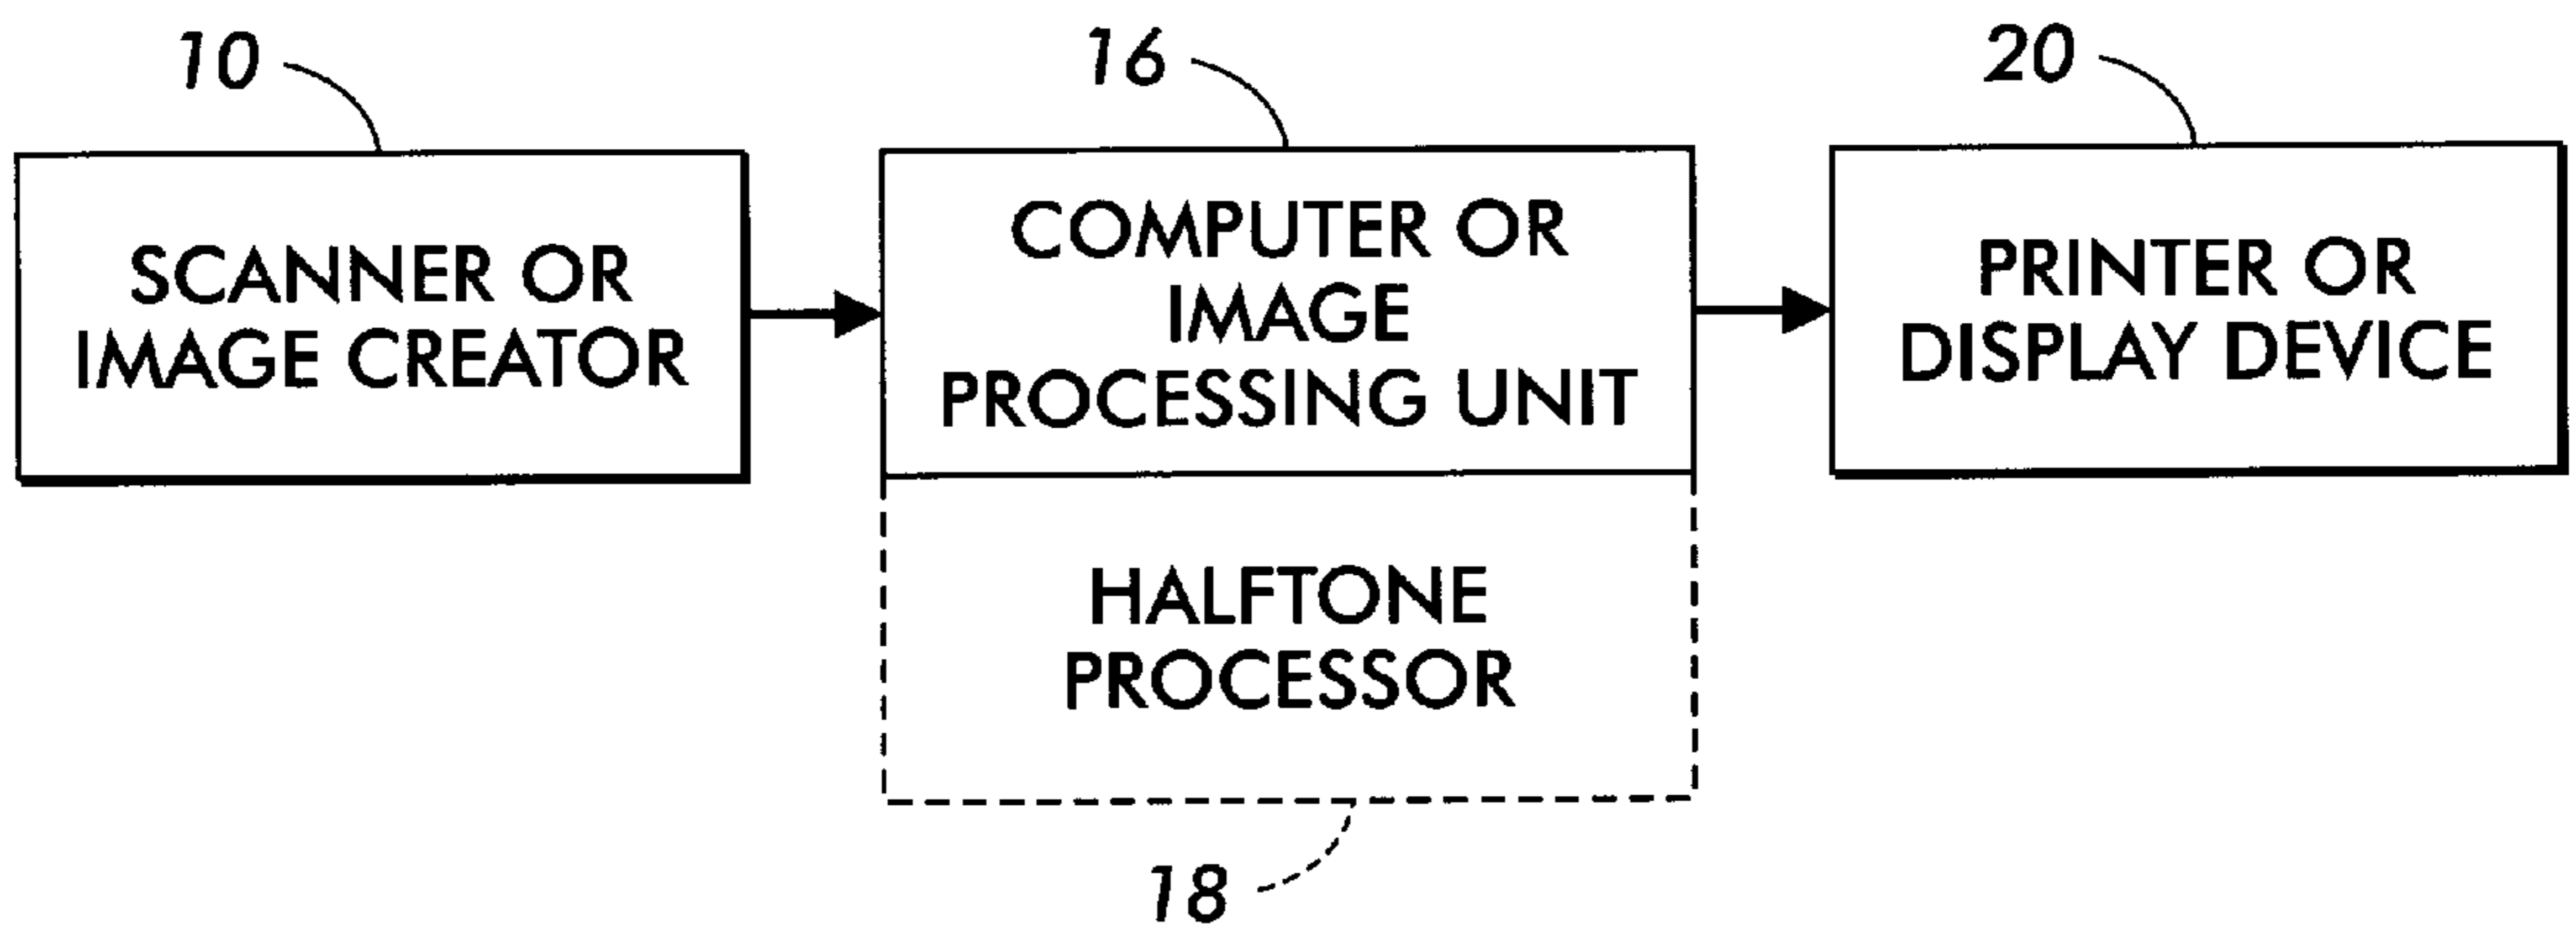 10
16
20
SCANNER OR
IMAGE CREATOR
COMPUTER OR
IMAGE
PROCESSING UNIT
PRINTER OR
DISPLAY DEVICE
HALFTONE
PROCESSOR
18